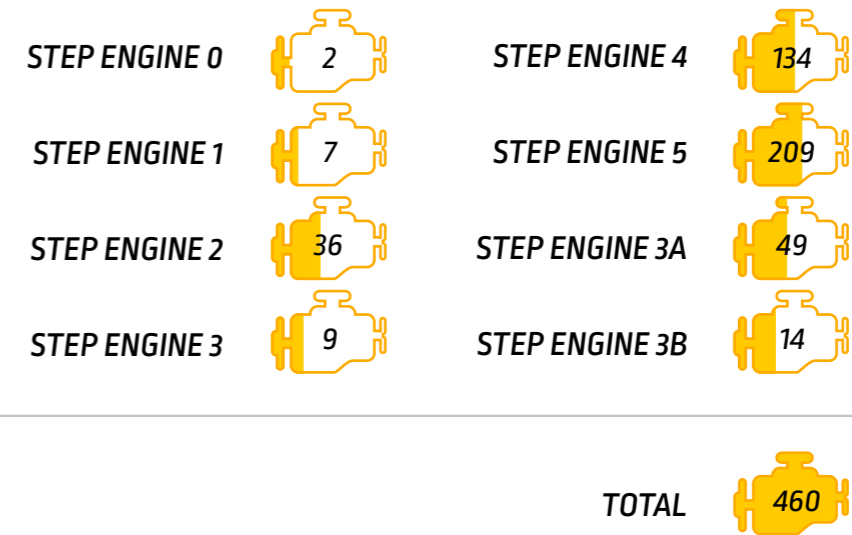 STEP ENGINE 0 2
STEP ENGINE 1 7
STEP ENGINE 2 36
STEP ENGINE 3 9
STEP ENGINE 4 134
STEP ENGINE 5 209
STEP ENGINE 3A 49
STEP ENGINE 3B 14
TOTAL 460